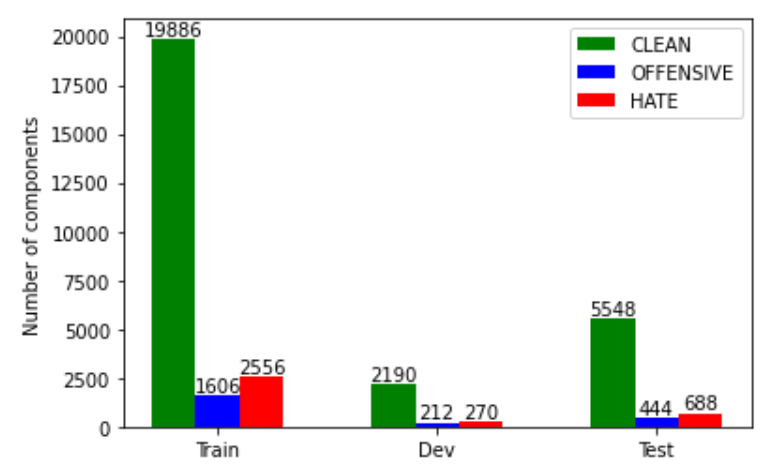 Number of components
20000
17500
15000
12500
10000
7500
5000
2500
0
19886
1606
2556
2190
212
270
5548
444
688
Train
Dev
Test
CLEAN
OFFENSIVE
HATE